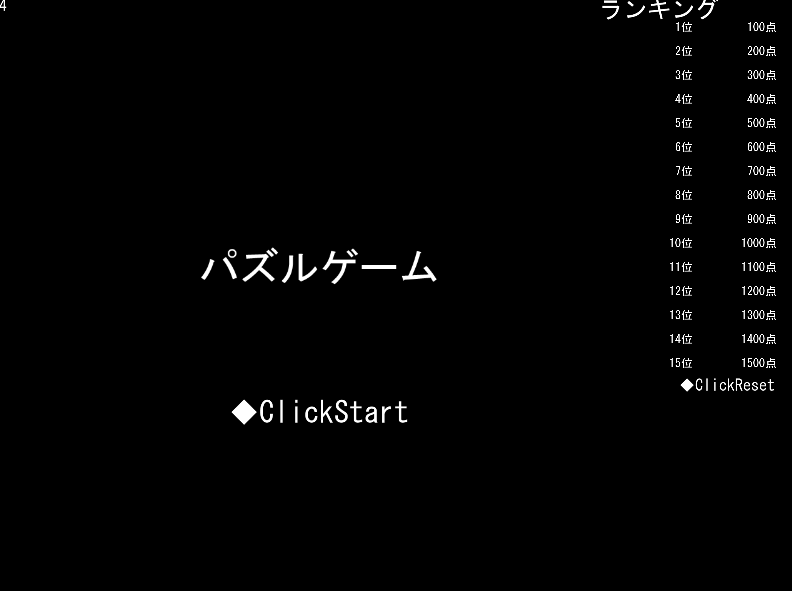 4
ランキング
1位 100点
2位 200点
3位 300点
4位 400点
5位 500点
6位 600点
7位 700点
8位 800点
9位 900点
10位 1000点
11位 1100点
12位 1200点
13位 1300点
14位 1400点
15位 1500点
◆ClickReset
パズルゲーム
◆ClickStart